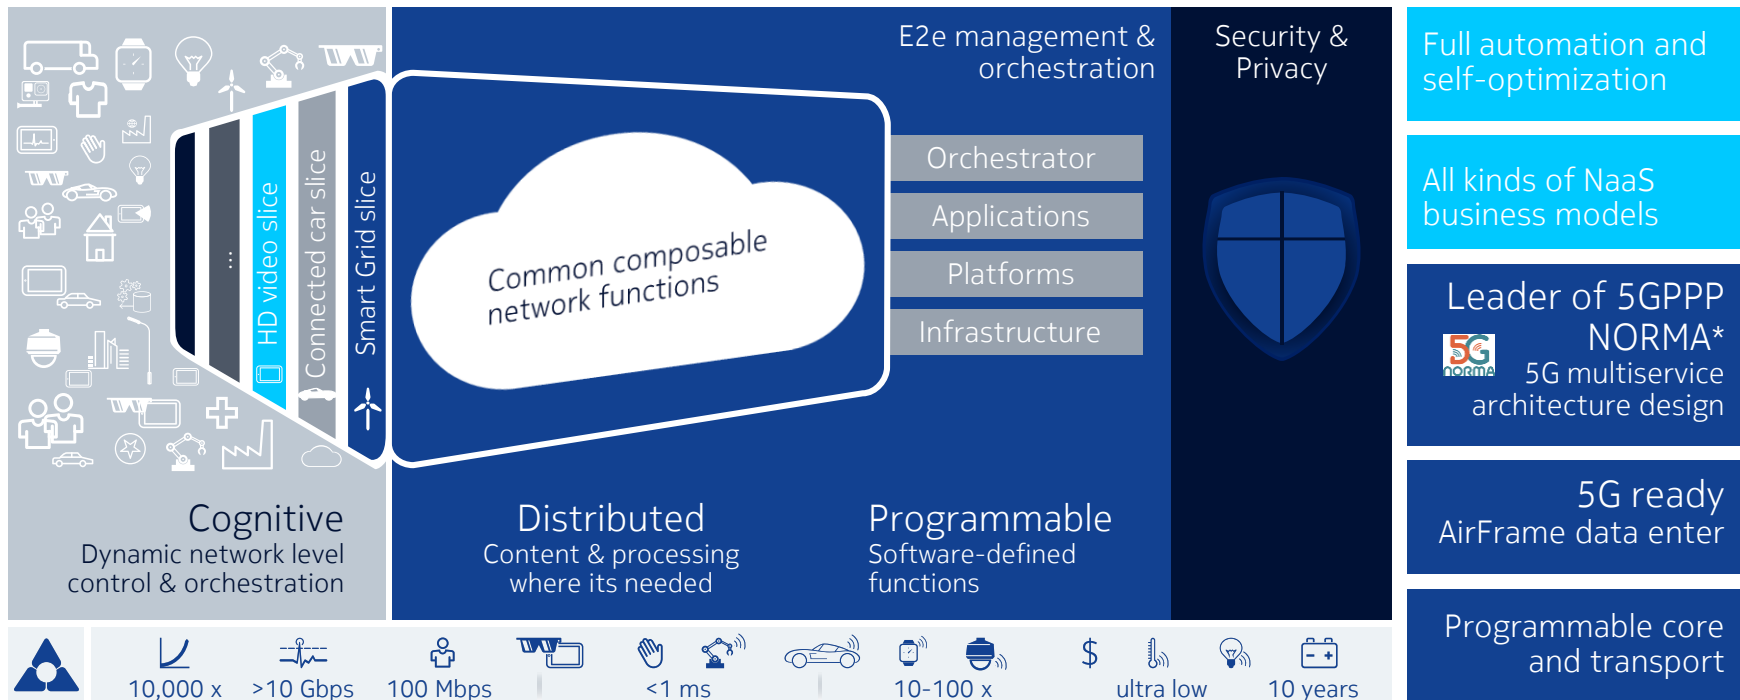 E2e management &
orchestration
Security &
Privacy
Full automation and
self-optimization
All kinds of NaaS
business models
Leader of 5GPPP
NORMA*
5G multiservice
architecture design
5G
NORMA
5G ready
AirFrame data enter
Programmable core
and transport
...
HD video slice
Connected car slice
Smart Grid slice
Common composable
network functions
Orchestrator
Applications
Platforms
Infrastructure
Cognitive
Dynamic network level
control & orchestration
Distributed
Content & processing
where its needed
Programmable
Software-defined
functions
$
10,000 x
>10 Gbps
100 Mbps
<1 ms
10-100 x
ultra low
10 years